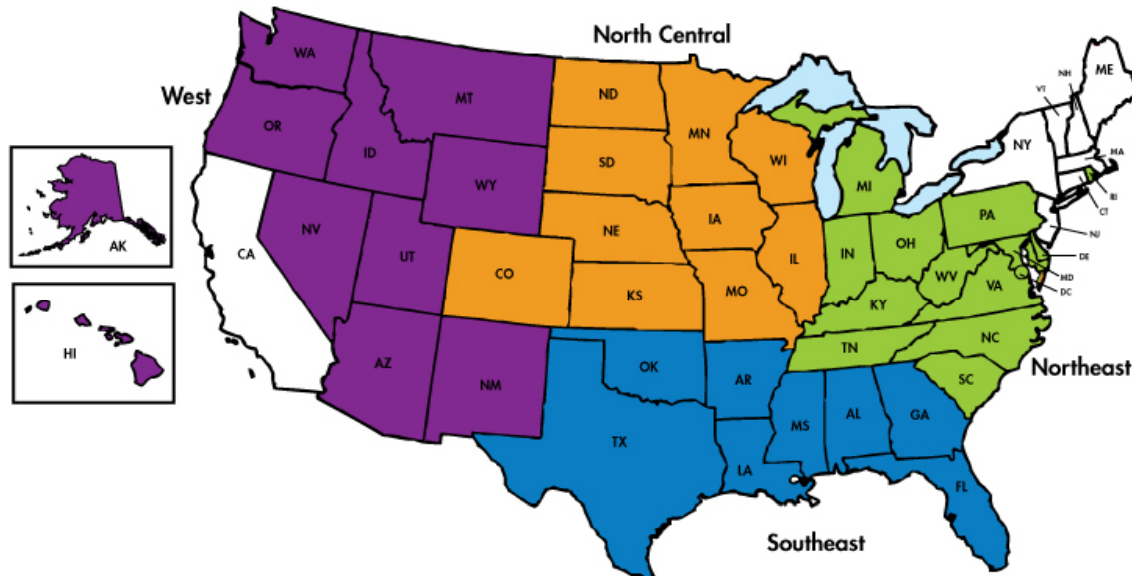 North Central
West
Northeast
Southeast
WA
OR
ID
MT
WY
NV
UT
AZ
NM
CA
AK
HI
ND
SD
NE
CO
KS
MN
IA
MO
WI
IL
OK
TX
AR
LA
MS
AL
GA
FL
MI
IN
OH
KY
TN
WV
VA
NC
SC
PA
NY
VT
NH
ME
MA
RI
CT
NJ
DE
MD
DC